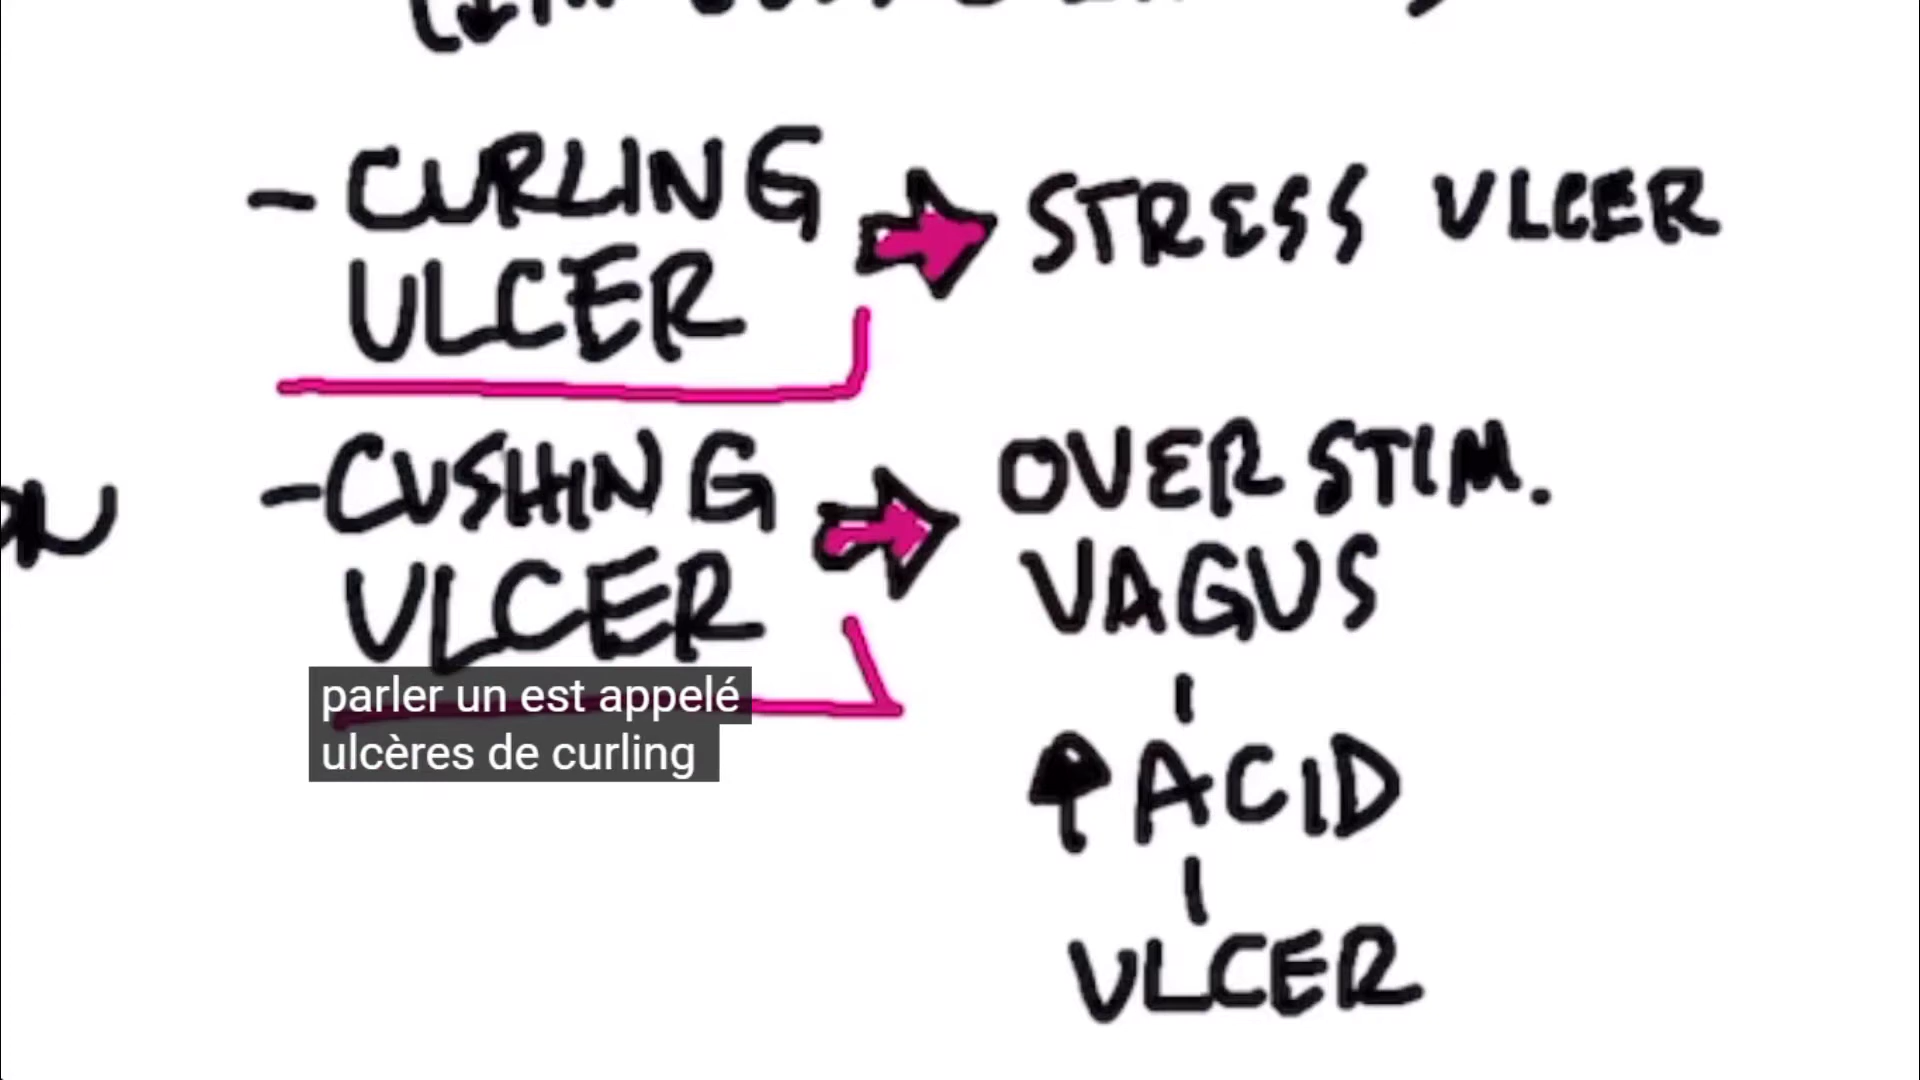 - CURLING
ULCER
STRESS ULCER
- CUSHING
ULCER
OVER STIM.
VAGUS
↑ ACID
ULCER
parler un est appelé
ulcères de curling